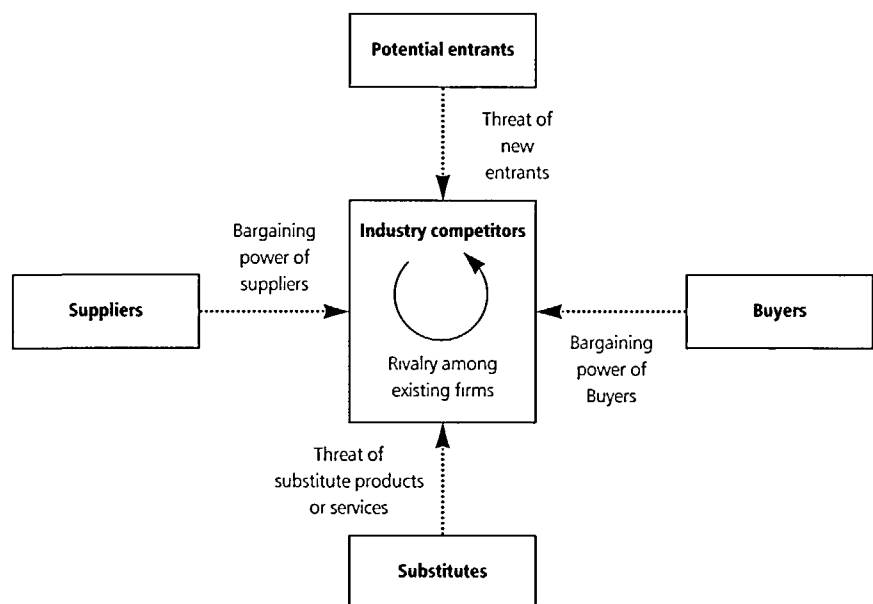 Potential entrants
Threat of
new
entrants
Industry competitors
Bargaining
power of
suppliers
Suppliers
Buyers
Rivalry among
existing firms
Bargaining
power of
Buyers
Threat of
substitute products
or services
Substitutes